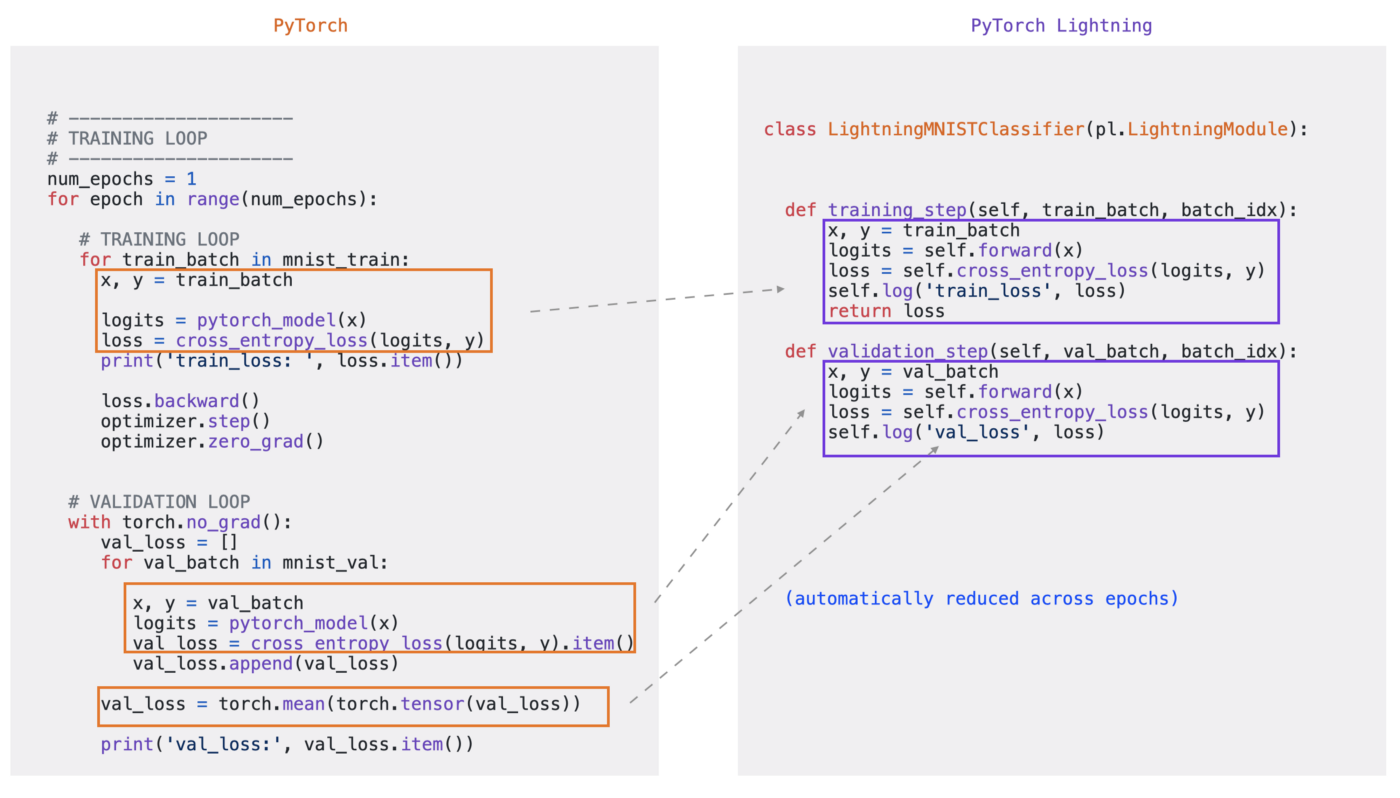 PyTorch
# ---------------------
# TRAINING LOOP
# ---------------------
num_epochs = 1
for epoch in range(num_epochs):
# TRAINING LOOP
for train_batch in mnist_train:
x, y = train_batch
logits = pytorch_model(x)
loss = cross_entropy_loss(logits, y)
print('train_loss: ', loss.item())
loss.backward()
optimizer.step()
optimizer.zero_grad()
# VALIDATION LOOP
with torch.no_grad():
val_loss = []
for val_batch in mnist_val:
x, y = val_batch
logits = pytorch_model(x)
val_loss = cross_entropy_loss(logits, y).item()
val_loss.append(val_loss)
val_loss = torch.mean(torch.tensor(val_loss))
print('val_loss:', val_loss.item())
PyTorch Lightning
class LightningMNISTClassifier(pl.LightningModule):
def training_step(self, train_batch, batch_idx):
x, y = train_batch
logits = self.forward(x)
loss = self.cross_entropy_loss(logits, y)
self.log('train_loss', loss)
return loss
def validation_step(self, val_batch, batch_idx):
x, y = val_batch
logits = self.forward(x)
loss = self.cross_entropy_loss(logits, y)
self.log('val_loss', loss)
(automatically reduced across epochs)